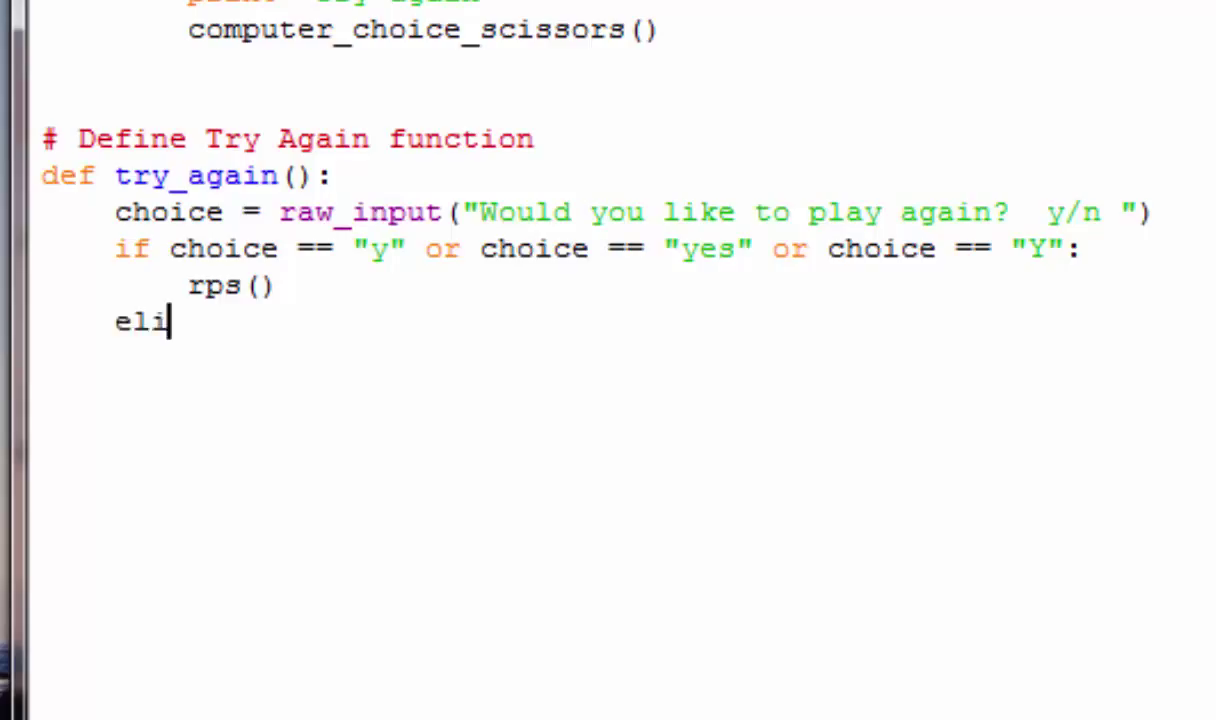 computer_choice_scissors()
# Define Try Again function
def try_again():
    choice = raw_input("Would you like to play again?  y/n ")
    if choice == "y" or choice == "yes" or choice == "Y":
        rps()
    eli